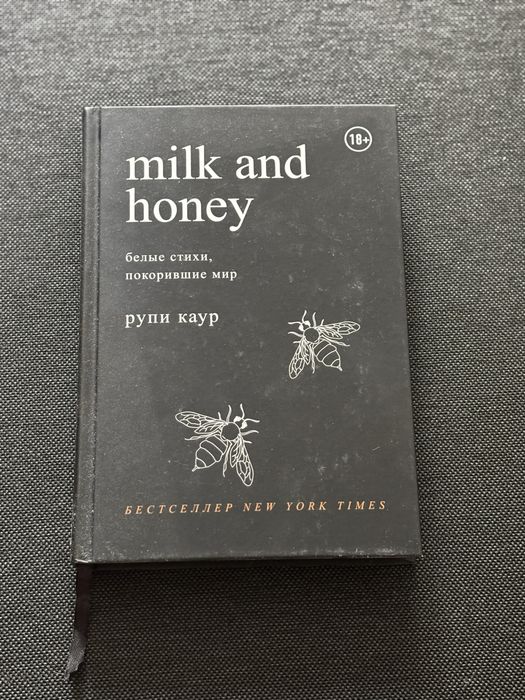 18+
milk and
honey
белые стихи,
покорившие мир
рупи каур
БЕСТСЕЛЛЕР NEW YORK TIMES